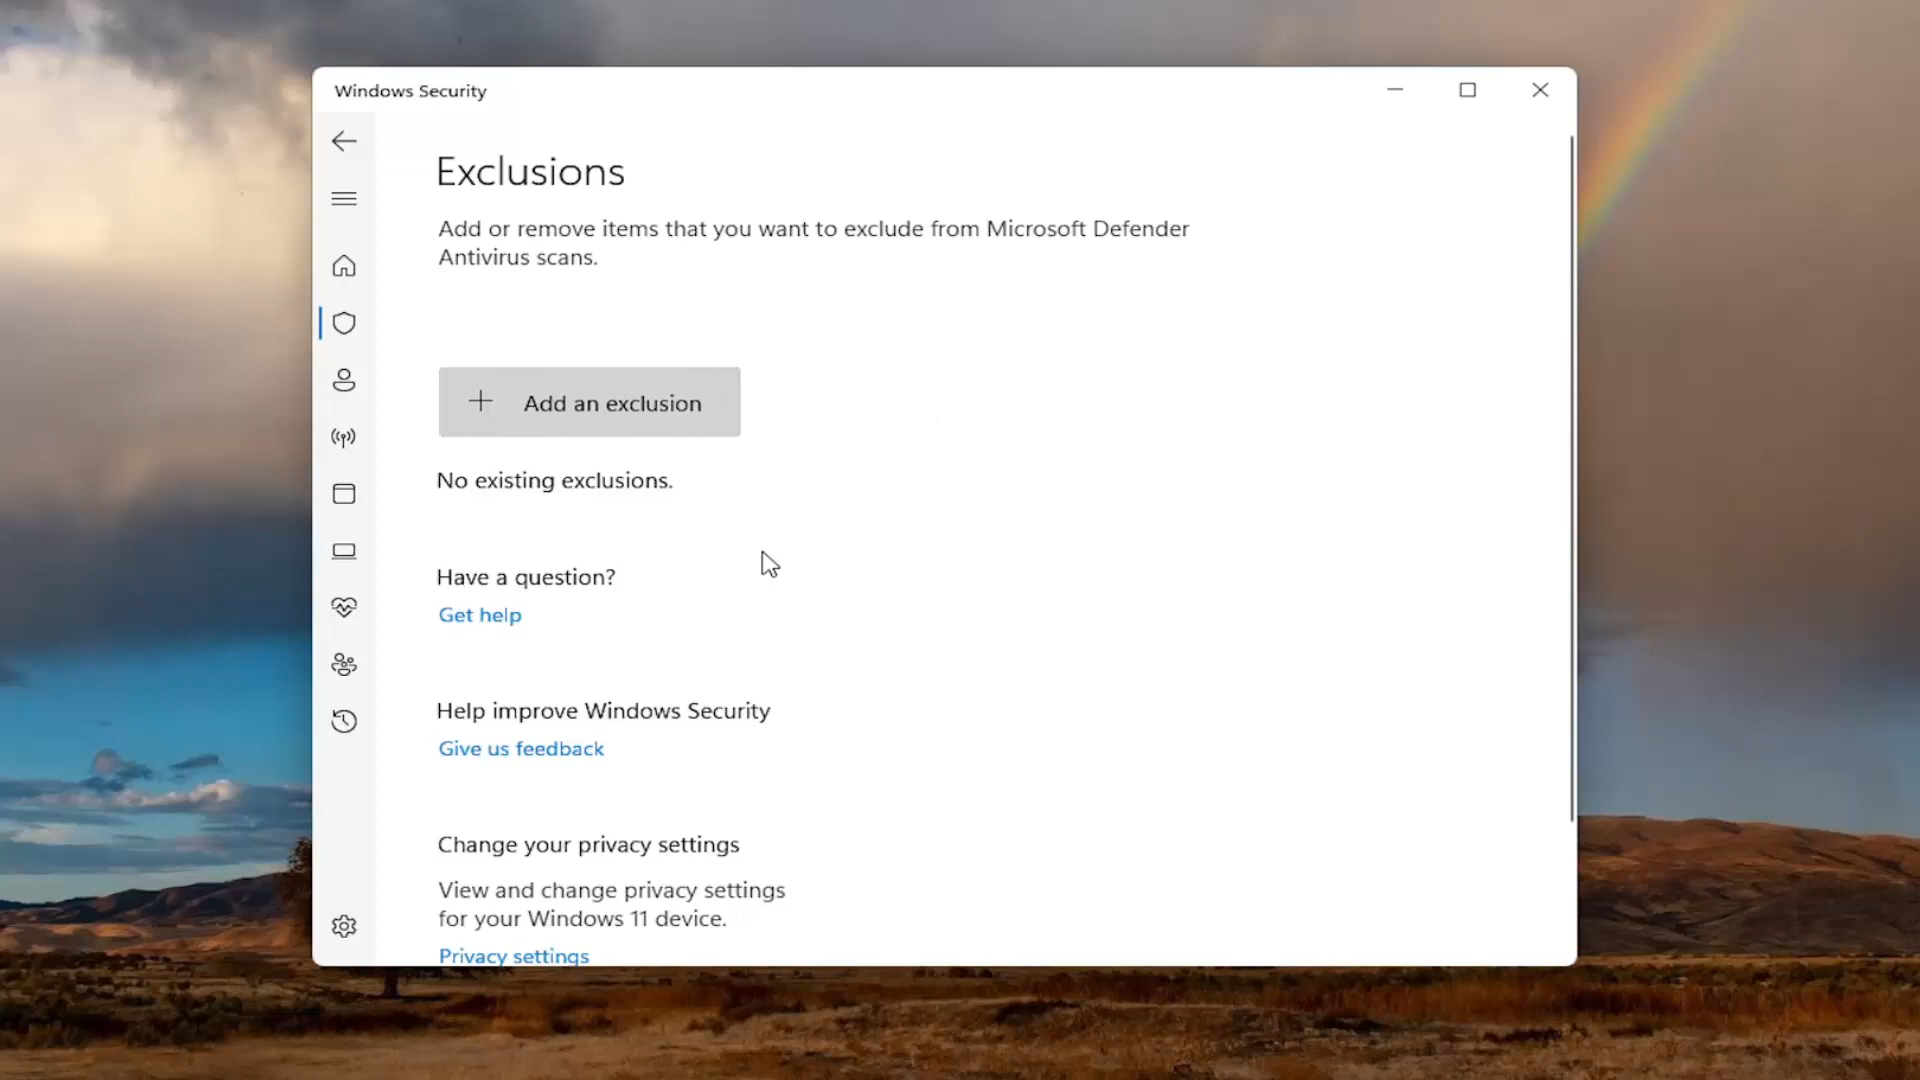 Windows Security
Exclusions
Add or remove items that you want to exclude from Microsoft Defender
Antivirus scans.
Add an exclusion
No existing exclusions.
Have a question?
Get help
Help improve Windows Security
Give us feedback
Change your privacy settings
View and change privacy settings
for your Windows 11 device.
Privacy settings